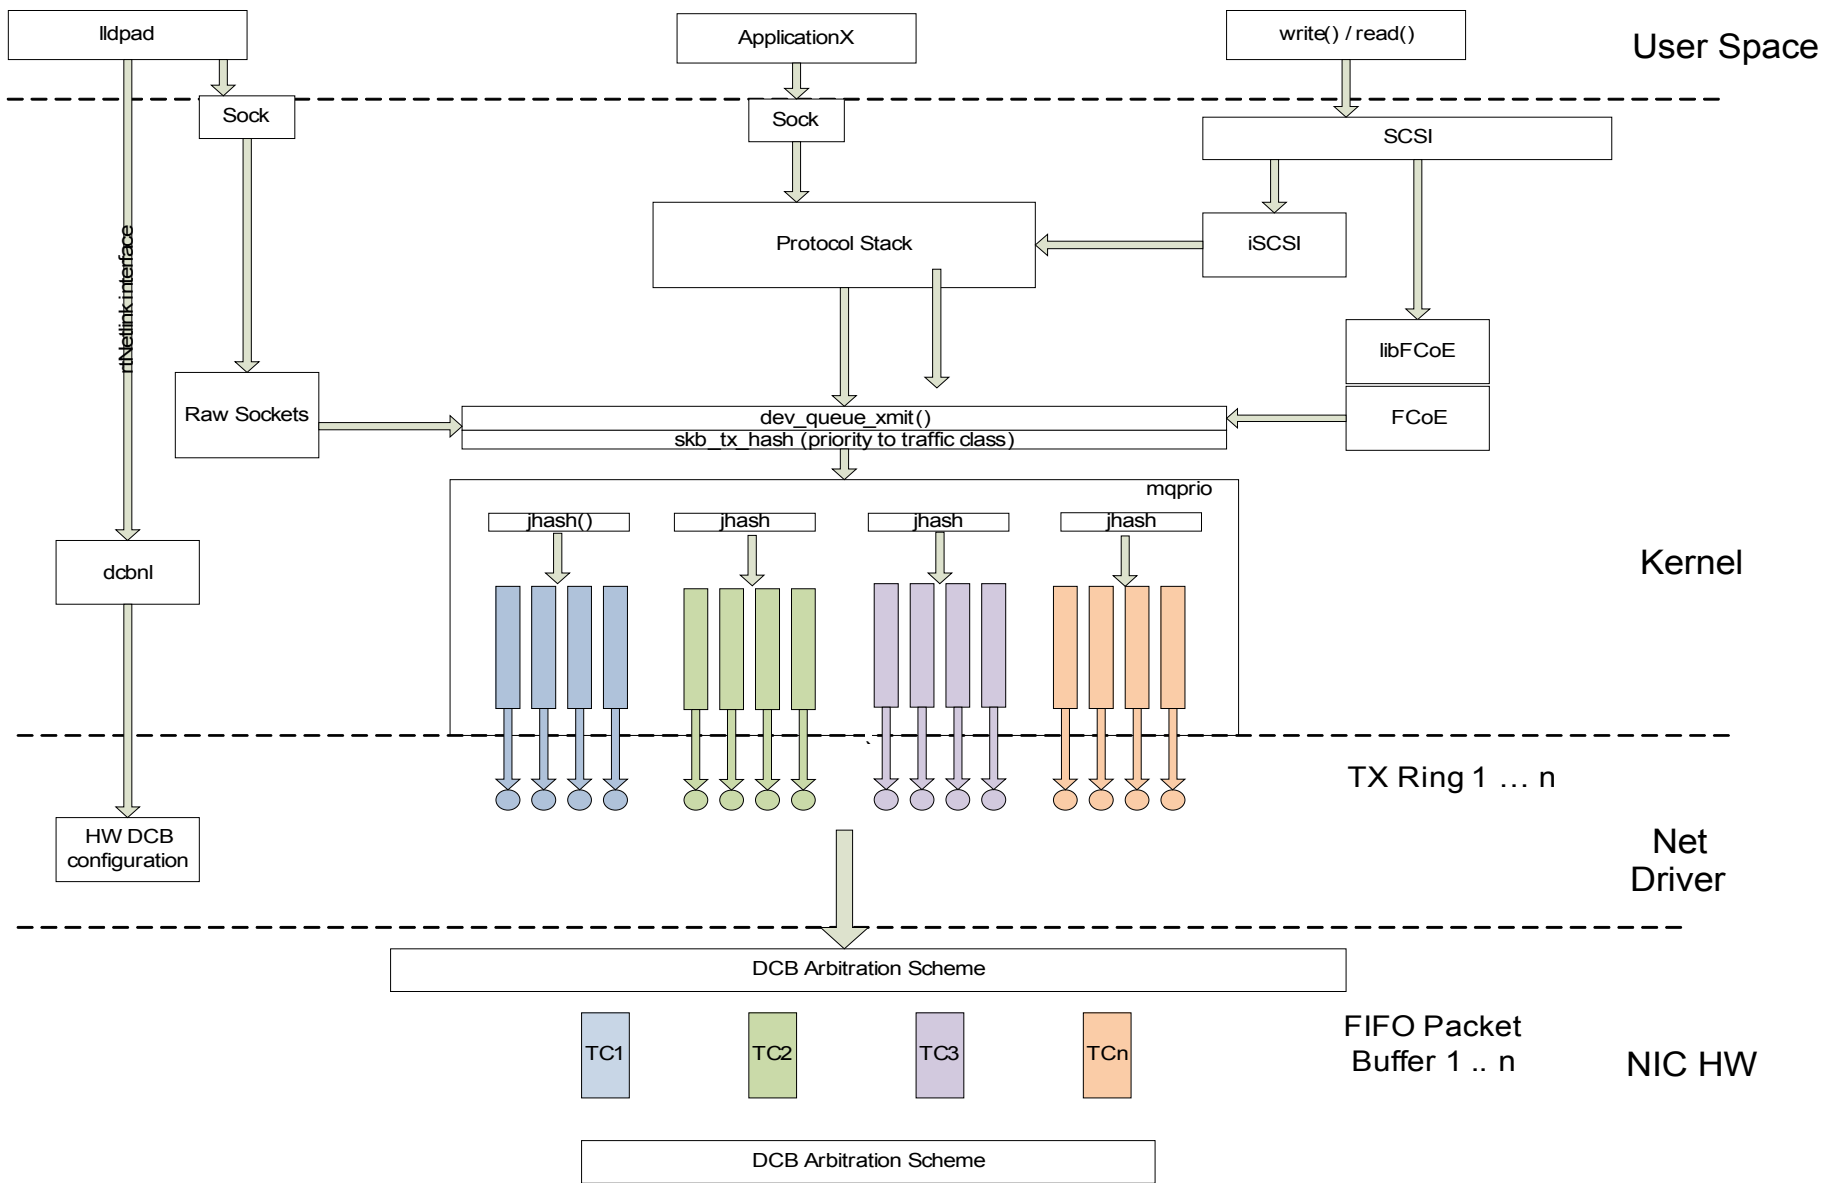 lldpad
ApplicationX
write() / read()
User Space
Sock
Sock
SCSI
rtNetlink interface
Protocol Stack
iSCSI
libFCoE
Raw Sockets
FCoE
dev_queue_xmit()
skb_tx_hash (priority to traffic class)
mqprio
jhash()
jhash
jhash
jhash
dcbnl
Kernel
TX Ring 1 … n
HW DCB
configuration
Net
Driver
DCB Arbitration Scheme
TC1
TC2
TC3
TCn
FIFO Packet
Buffer 1 .. n
NIC HW
DCB Arbitration Scheme